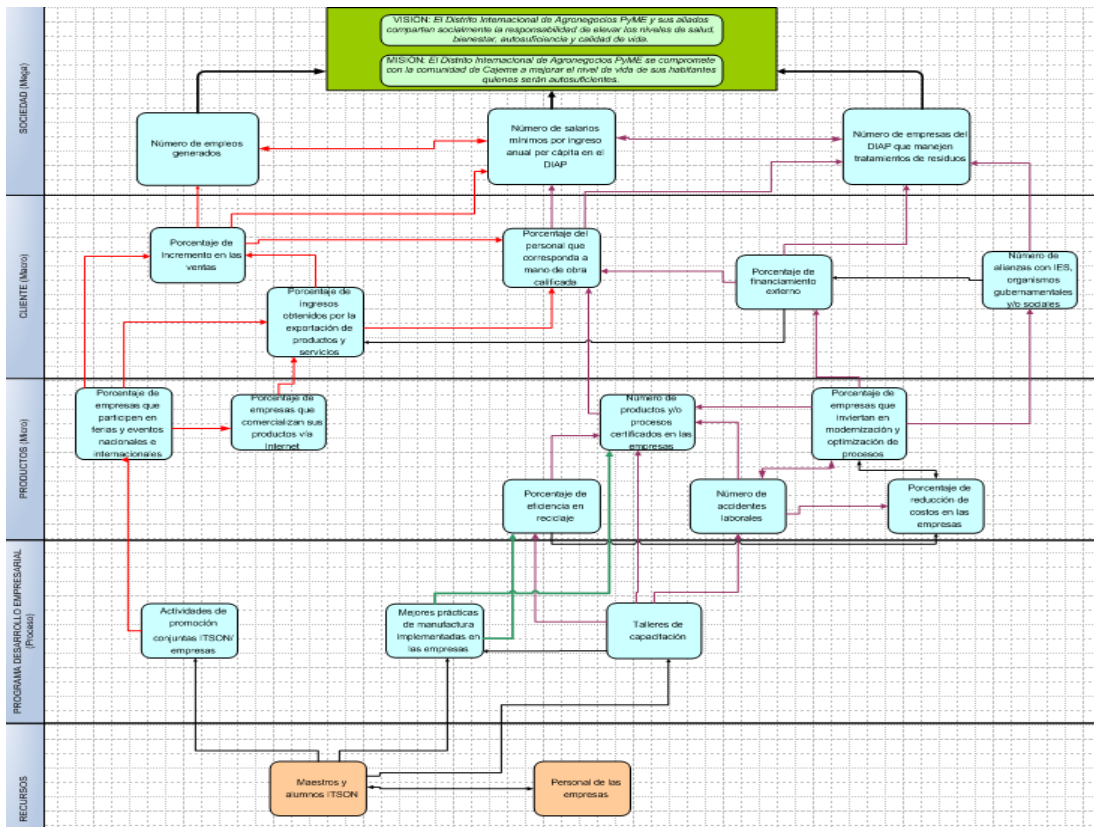 SOCIEDAD (Mega)
VISIÓN: El Distrito Internacional de Agronegocios PyME y sus aliados
comparten socialmente la responsabilidad de elevar los niveles de salud,
bienestar, autosuficiencia y calidad de vida.
MISIÓN: El Distrito Internacional de Agronegocios PyME se compromete
con la comunidad de Cajeme a mejorar el nivel de vida de sus habitantes
quienes serán autosuficientes.
Número de empleos
generados
Número de salarios
mínimos por ingreso
anual per cápita en el
DIAP
Número de empresas del
DIAP que manejen
tratamientos de residuos
CLIENTE (Macro)
Porcentaje de
Incremento en las
ventas
Porcentaje del
personal que
corresponda a
mano de obra
calificada
Porcentaje de
financiamiento
externo
Número de
alianzas con IES,
organismos
gubernamentales
y/o sociales
Porcentaje de
ingresos
obtenidos por la
exportación de
productos y
servicios
PRODUCTOS (Micro)
Porcentaje de
empresas que
participen en
ferias y eventos
nacionales e
internacionales
Porcentaje de
empresas que
comercializan sus
productos vía
Internet
Número de
productos y/o
procesos
certificados en las
empresas
Porcentaje de
empresas que
inviertan en
modernización y
optimización de
procesos
Porcentaje de
eficiencia en
reciclaje
Número de
accidentes
laborales
Porcentaje de
reducción de
costos en las
empresas
PROGRAMA DESARROLLO EMPRESARIAL
(Proceso)
Actividades de
promoción
conjuntas ITSON/
empresas
Mejores prácticas
de manufactura
implementadas en
las empresas
Talleres de
capacitación
RECURSOS
Maestros y
alumnos ITSON
Personal de las
empresas